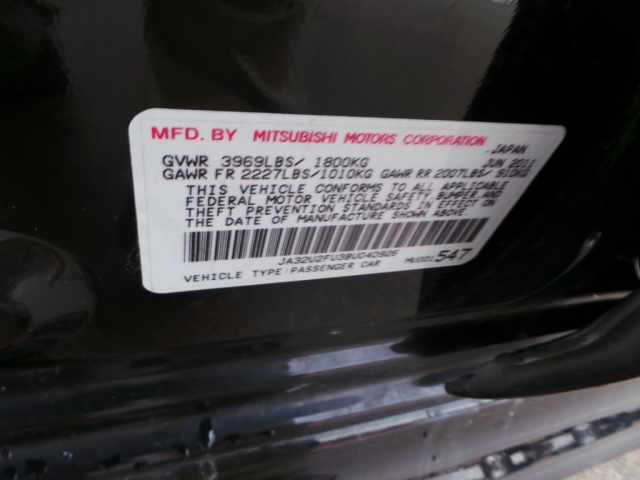 MFD. BY MITSUBISHI MOTORS CORPORATION
JAPAN
GVWR 3969LBS/ 1800KG JUN 2011
GAWR FR 2227LBS/1010KG GAWR RR 2007LBS/ 910KG
THIS VEHICLE CONFORMS TO ALL APPLICABLE
FEDERAL MOTOR VEHICLE SAFETY, BUMPER AND
THEFT PREVENTION STANDARDS IN EFFECT ON
THE DATE OF MANUFACTURE SHOWN ABOVE.
JA32U2FU3BU040926
VEHICLE TYPE:PASSENGER CAR MU001547